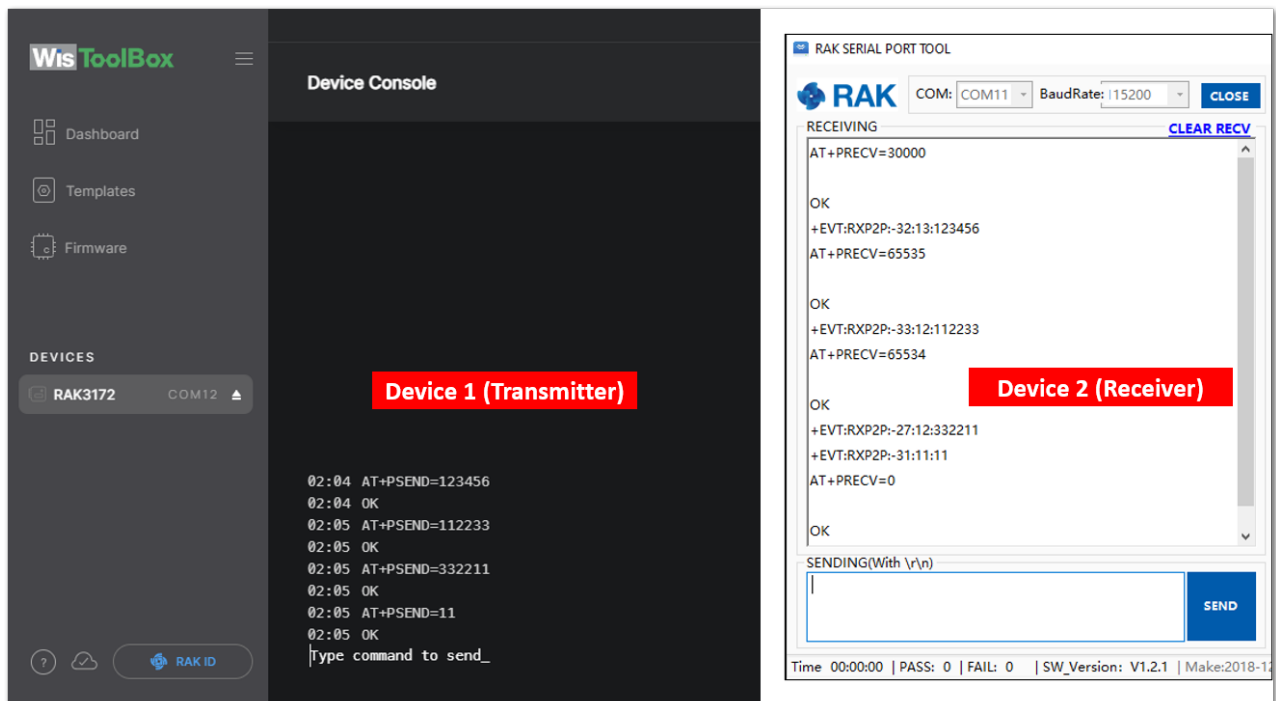 WisToolBox
Dashboard
Templates
Firmware
DEVICES
RAK3172 COM12
?
RAK ID
Device Console
Device 1 (Transmitter)
02:04 AT+PSEND=123456
02:04 OK
02:05 AT+PSEND=112233
02:05 OK
02:05 AT+PSEND=332211
02:05 OK
02:05 AT+PSEND=11
02:05 OK
Type command to send_
RAK SERIAL PORT TOOL
RAK
COM: COM11 BaudRate: 115200 CLOSE
RECEIVING CLEAR RECV
AT+PRECV=30000
OK
+EVT:RXP2P:-32:13:123456
AT+PRECV=65535
OK
+EVT:RXP2P:-33:12:112233
AT+PRECV=65534
Device 2 (Receiver)
OK
+EVT:RXP2P:-27:12:332211
+EVT:RXP2P:-31:11:11
AT+PRECV=0
OK
SENDING(With \r\n)
SEND
Time 00:00:00 | PASS: 0 | FAIL: 0 | SW_Version: V1.2.1 | Make:2018-12